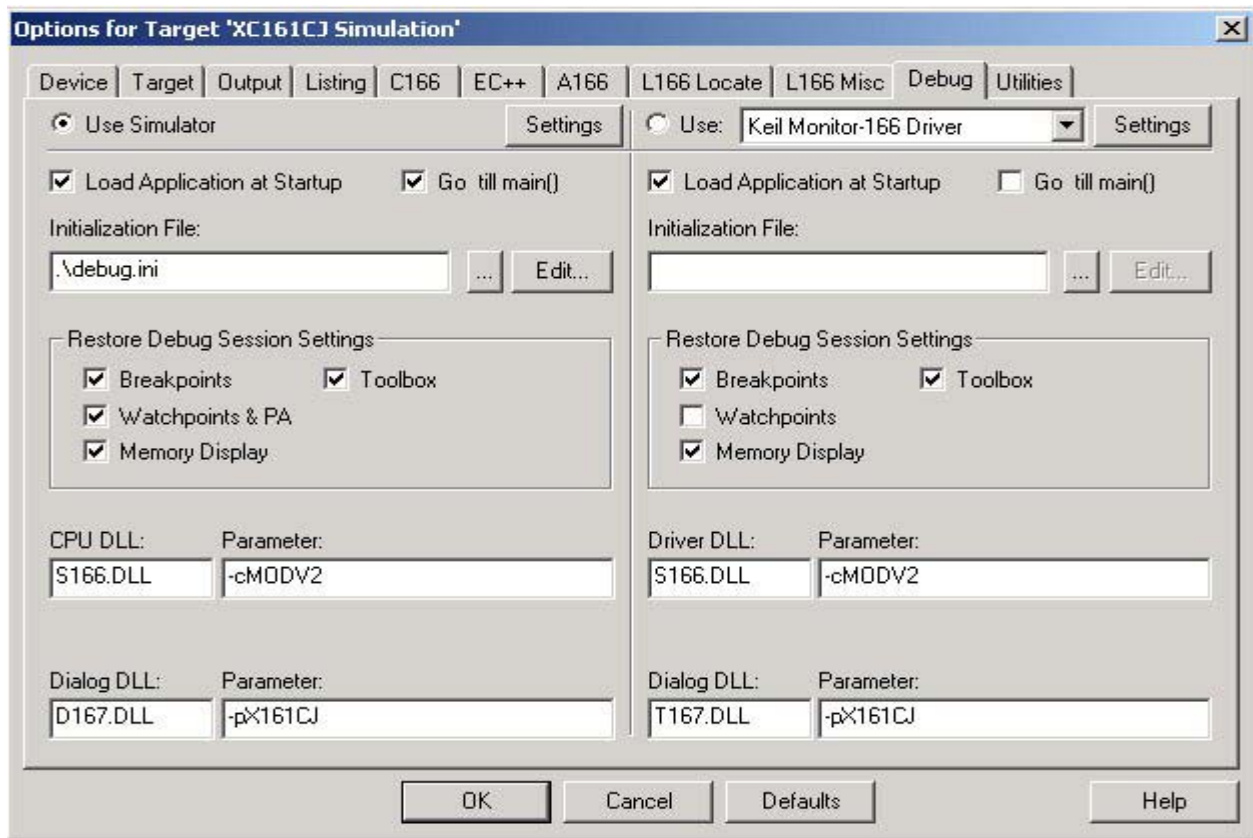 Options for Target 'XC161CJ Simulation'
Device Target Output Listing C166 EC++ A166 L166 Locate L166 Misc Debug Utilities
Use Simulator Settings Use: Keil Monitor-166 Driver Settings
Load Application at Startup Go till main() Load Application at Startup Go till main()
Initialization File: Initialization File:
.\debug.ini ... Edit... ... Edit...
Restore Debug Session Settings Restore Debug Session Settings
Breakpoints Toolbox Breakpoints Toolbox
Watchpoints & PA Watchpoints
Memory Display Memory Display
CPU DLL: Parameter: Driver DLL: Parameter:
S166.DLL -cMODV2 S166.DLL -cMODV2
Dialog DLL: Parameter: Dialog DLL: Parameter:
D167.DLL -pX161CJ T167.DLL -pX161CJ
OK Cancel Defaults Help